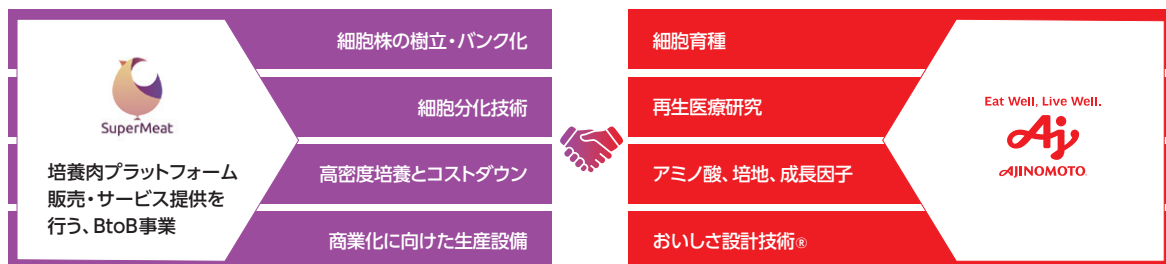 SuperMeat
培養肉プラットフォーム
販売・サービス提供を
行う、BtoB事業
細胞株の樹立・バンク化
細胞分化技術
高密度培養とコストダウン
商業化に向けた生産設備
細胞育種
再生医療研究
アミノ酸、培地、成長因子
おいしさ設計技術®
Eat Well, Live Well.
AJINOMOTO